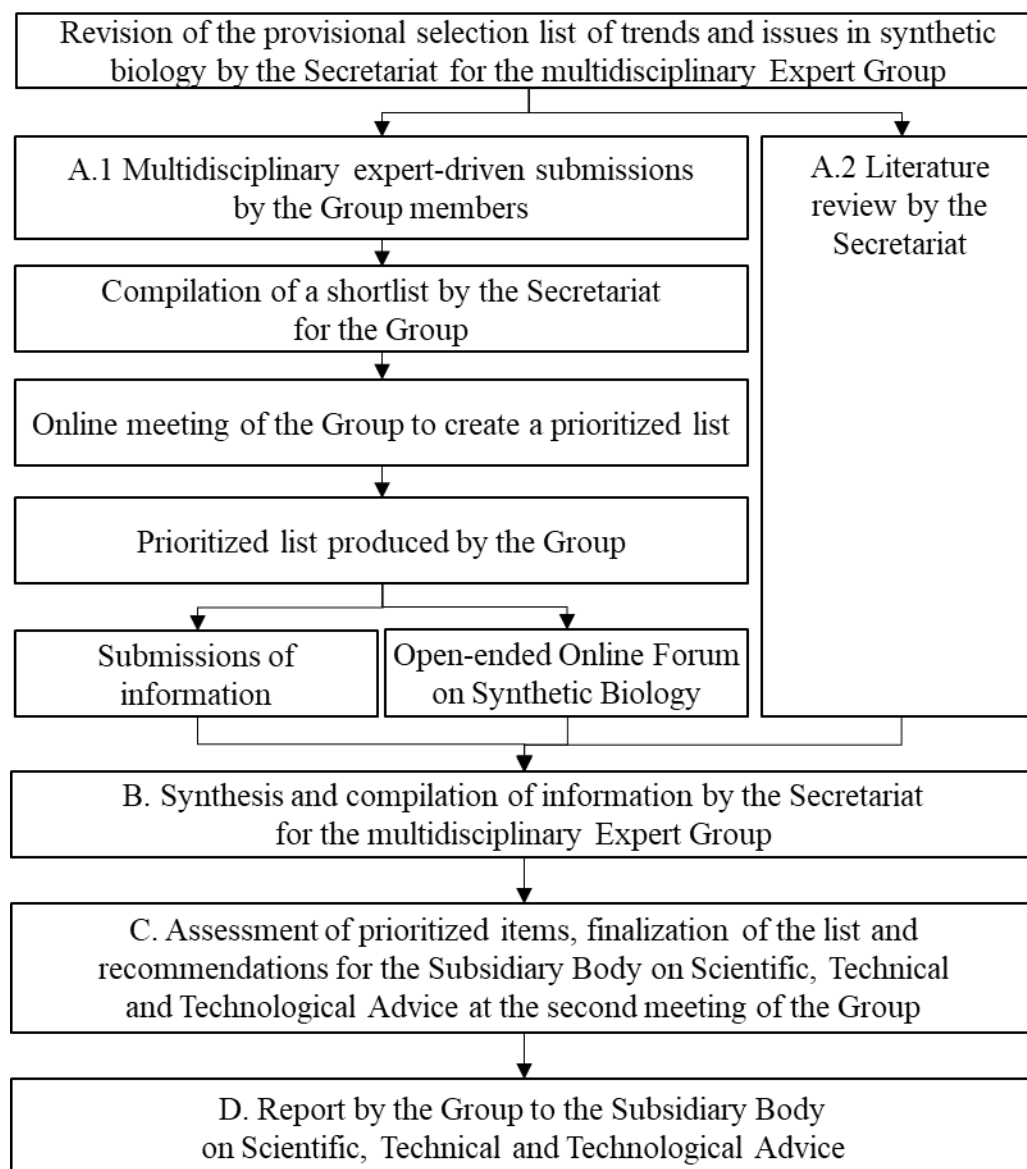 Revision of the provisional selection list of trends and issues in synthetic
biology by the Secretariat for the multidisciplinary Expert Group
A.1 Multidisciplinary expert-driven submissions
by the Group members
A.2 Literature
review by the
Secretariat
Compilation of a shortlist by the Secretariat
for the Group
Online meeting of the Group to create a prioritized list
Prioritized list produced by the Group
Submissions of
information
Open-ended Online Forum
on Synthetic Biology
B. Synthesis and compilation of information by the Secretariat
for the multidisciplinary Expert Group
C. Assessment of prioritized items, finalization of the list and
recommendations for the Subsidiary Body on Scientific, Technical
and Technological Advice at the second meeting of the Group
D. Report by the Group to the Subsidiary Body
on Scientific, Technical and Technological Advice